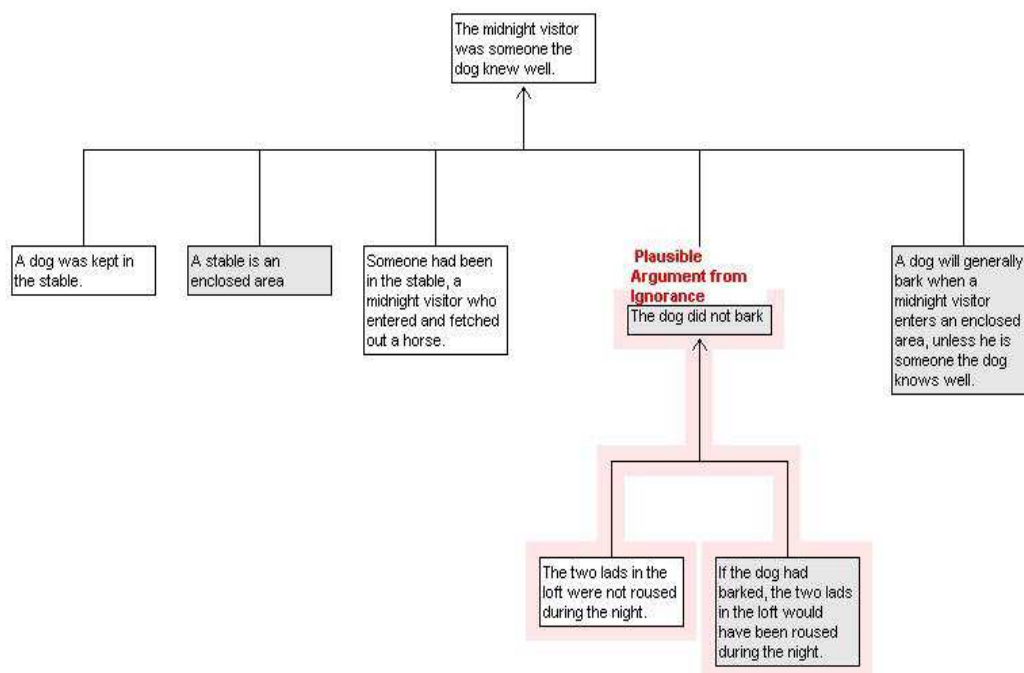 The midnight visitor
was someone the
dog knew well.
A dog was kept in
the stable.
A stable is an
enclosed area
Someone had been
in the stable, a
midnight visitor who
entered and fetched
out a horse.
Plausible
Argument from
Ignorance
The dog did not bark
A dog will generally
bark when a
midnight visitor
enters an enclosed
area, unless he is
someone the dog
knows well.
The two lads in the
loft were not roused
during the night.
If the dog had
barked, the two lads
in the loft would
have been roused
during the night.